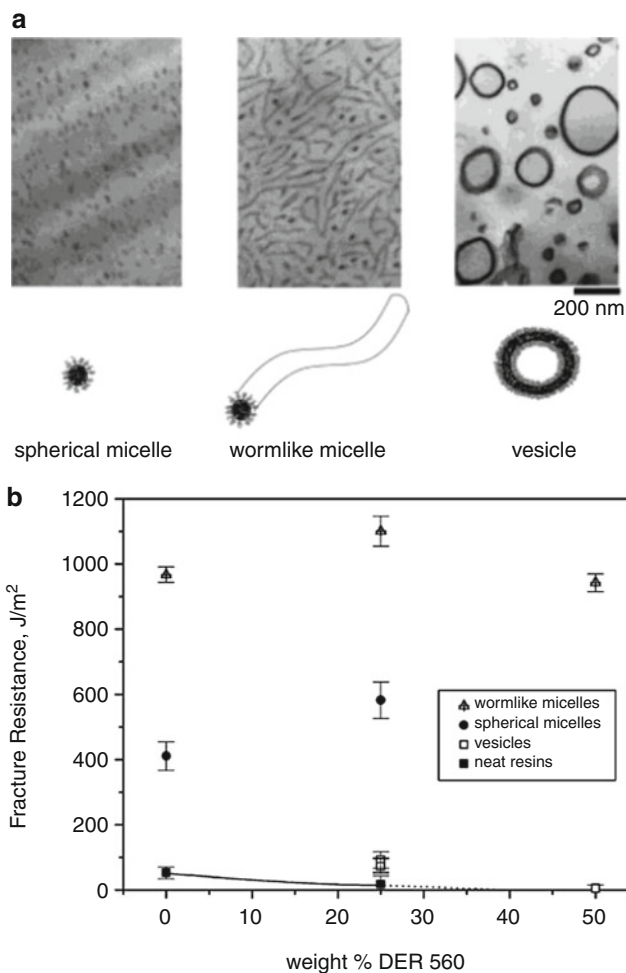 a
200 nm
spherical micelle wormlike micelle vesicle
b
1200
1000
800
600
400
200
0
Fracture Resistance, J/m²
wormlike micelles
spherical micelles
vesicles
neat resins
0 10 20 30 40 50
weight % DER 560